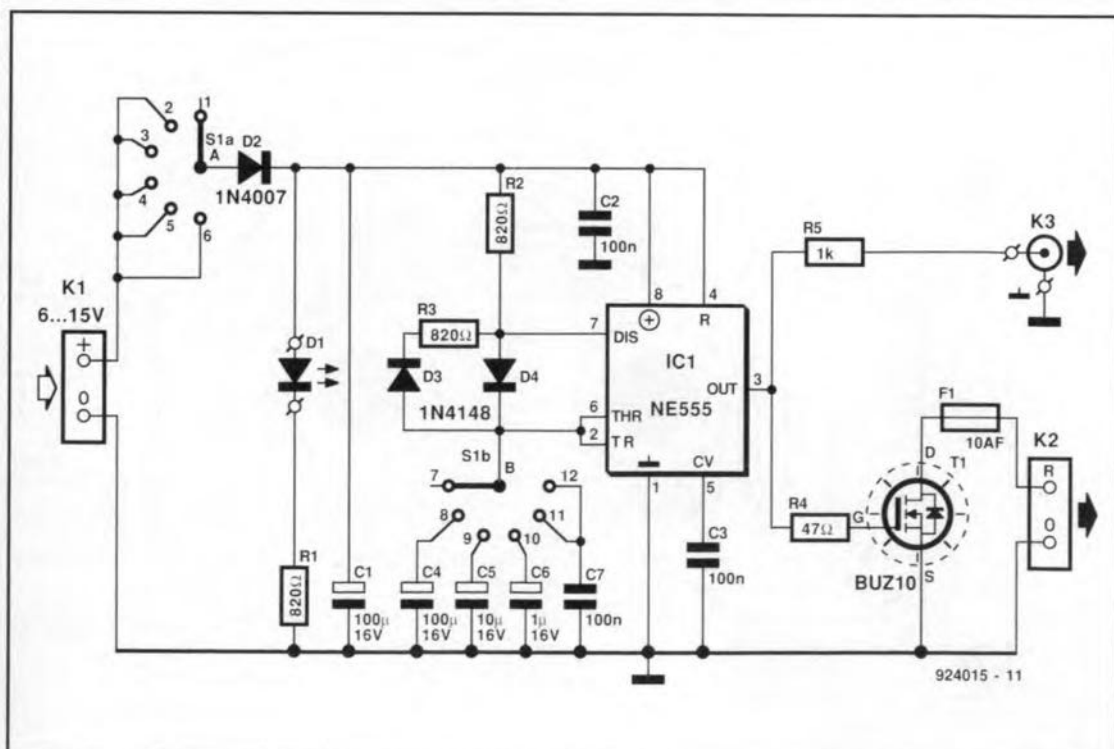 1
2
3
4
5
6
S1a
A
D2
1N4007
K1
6...15V
+
0
D1
R1
820Ω
C1
100µ
16V
R2
820Ω
R3
820Ω
D3
D4
1N4148
S1b
B
7
8
9
10
11
12
C4
100µ
16V
C5
10µ
16V
C6
1µ
16V
C7
100n
C2
100n
8
4
+
R
7
DIS
IC1
NE555
OUT
3
6
THR
2
TR
CV
1
5
C3
100n
R5
1k
K3
R4
47Ω
G
D
T1
S
BUZ10
F1
10AF
K2
R
0
924015 - 11